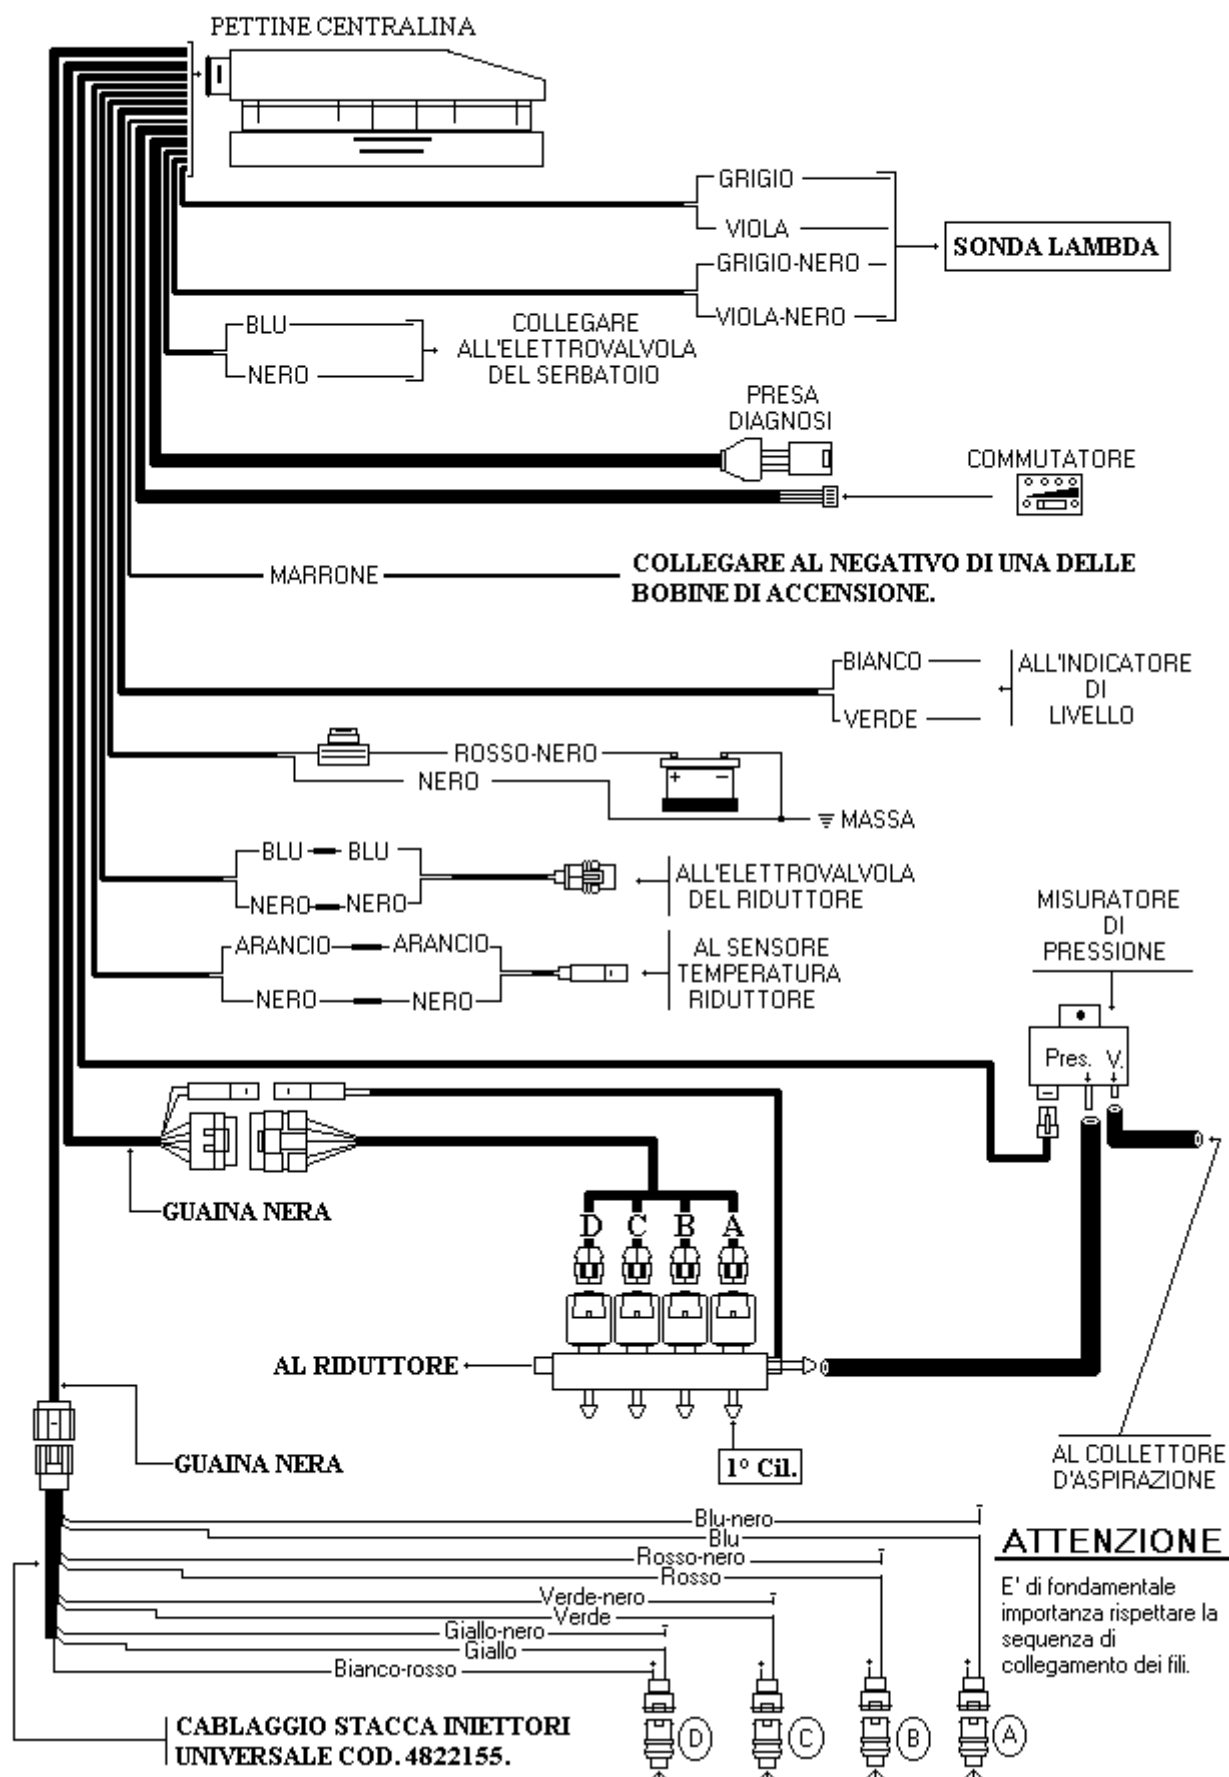 PETTINE CENTRALINA
GRIGIO
VIOLA
GRIGIO-NERO
VIOLA-NERO
SONDA LAMBDA
BLU
NERO
COLLEGARE
ALL'ELETTROVALVOLA
DEL SERBATOIO
PRESA
DIAGNOSI
COMMUTATORE
MARRONE
COLLEGARE AL NEGATIVO DI UNA DELLE
BOBINE DI ACCENSIONE.
BIANCO
VERDE
ALL'INDICATORE
DI
LIVELLO
ROSSO-NERO
NERO
+ −
MASSA
BLU BLU
NERO NERO
ALL'ELETTROVALVOLA
DEL RIDUTTORE
ARANCIO ARANCIO
NERO NERO
AL SENSORE
TEMPERATURA
RIDUTTORE
MISURATORE
DI
PRESSIONE
Pres. V.
GUAINA NERA
D C B A
AL RIDUTTORE
1° Cil.
GUAINA NERA
AL COLLETTORE
D'ASPIRAZIONE
Blu-nero
Blu
Rosso-nero
Rosso
Verde-nero
Verde
Giallo-nero
Giallo
Bianco-rosso
ATTENZIONE
E' di fondamentale
importanza rispettare la
sequenza di
collegamento dei fili.
CABLAGGIO STACCA INIETTORI
UNIVERSALE COD. 4822155.
D C B A